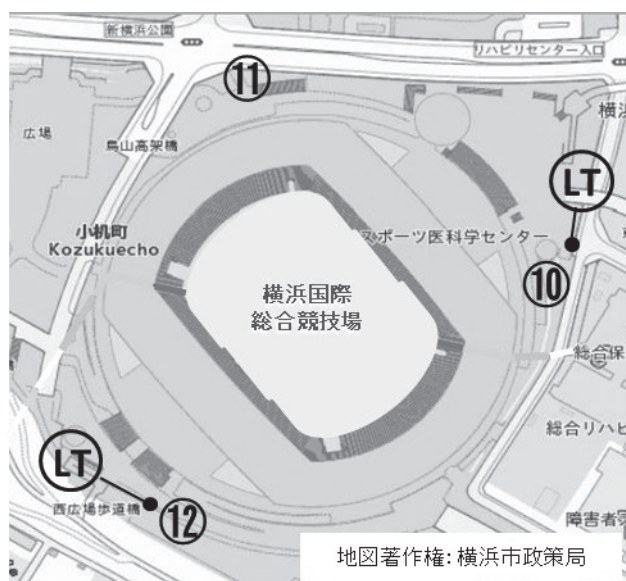 新横浜公園
リハビリセンター入口
⑪
広場
横浜
鳥山高架橋
LT
小机町
Kozukuecho
スポーツ医科学センター
⑩
横浜国際
総合競技場
総合保
総合リハビ
LT
西広場歩道橋
⑫
障害者ス
地図著作権：横浜市政策局